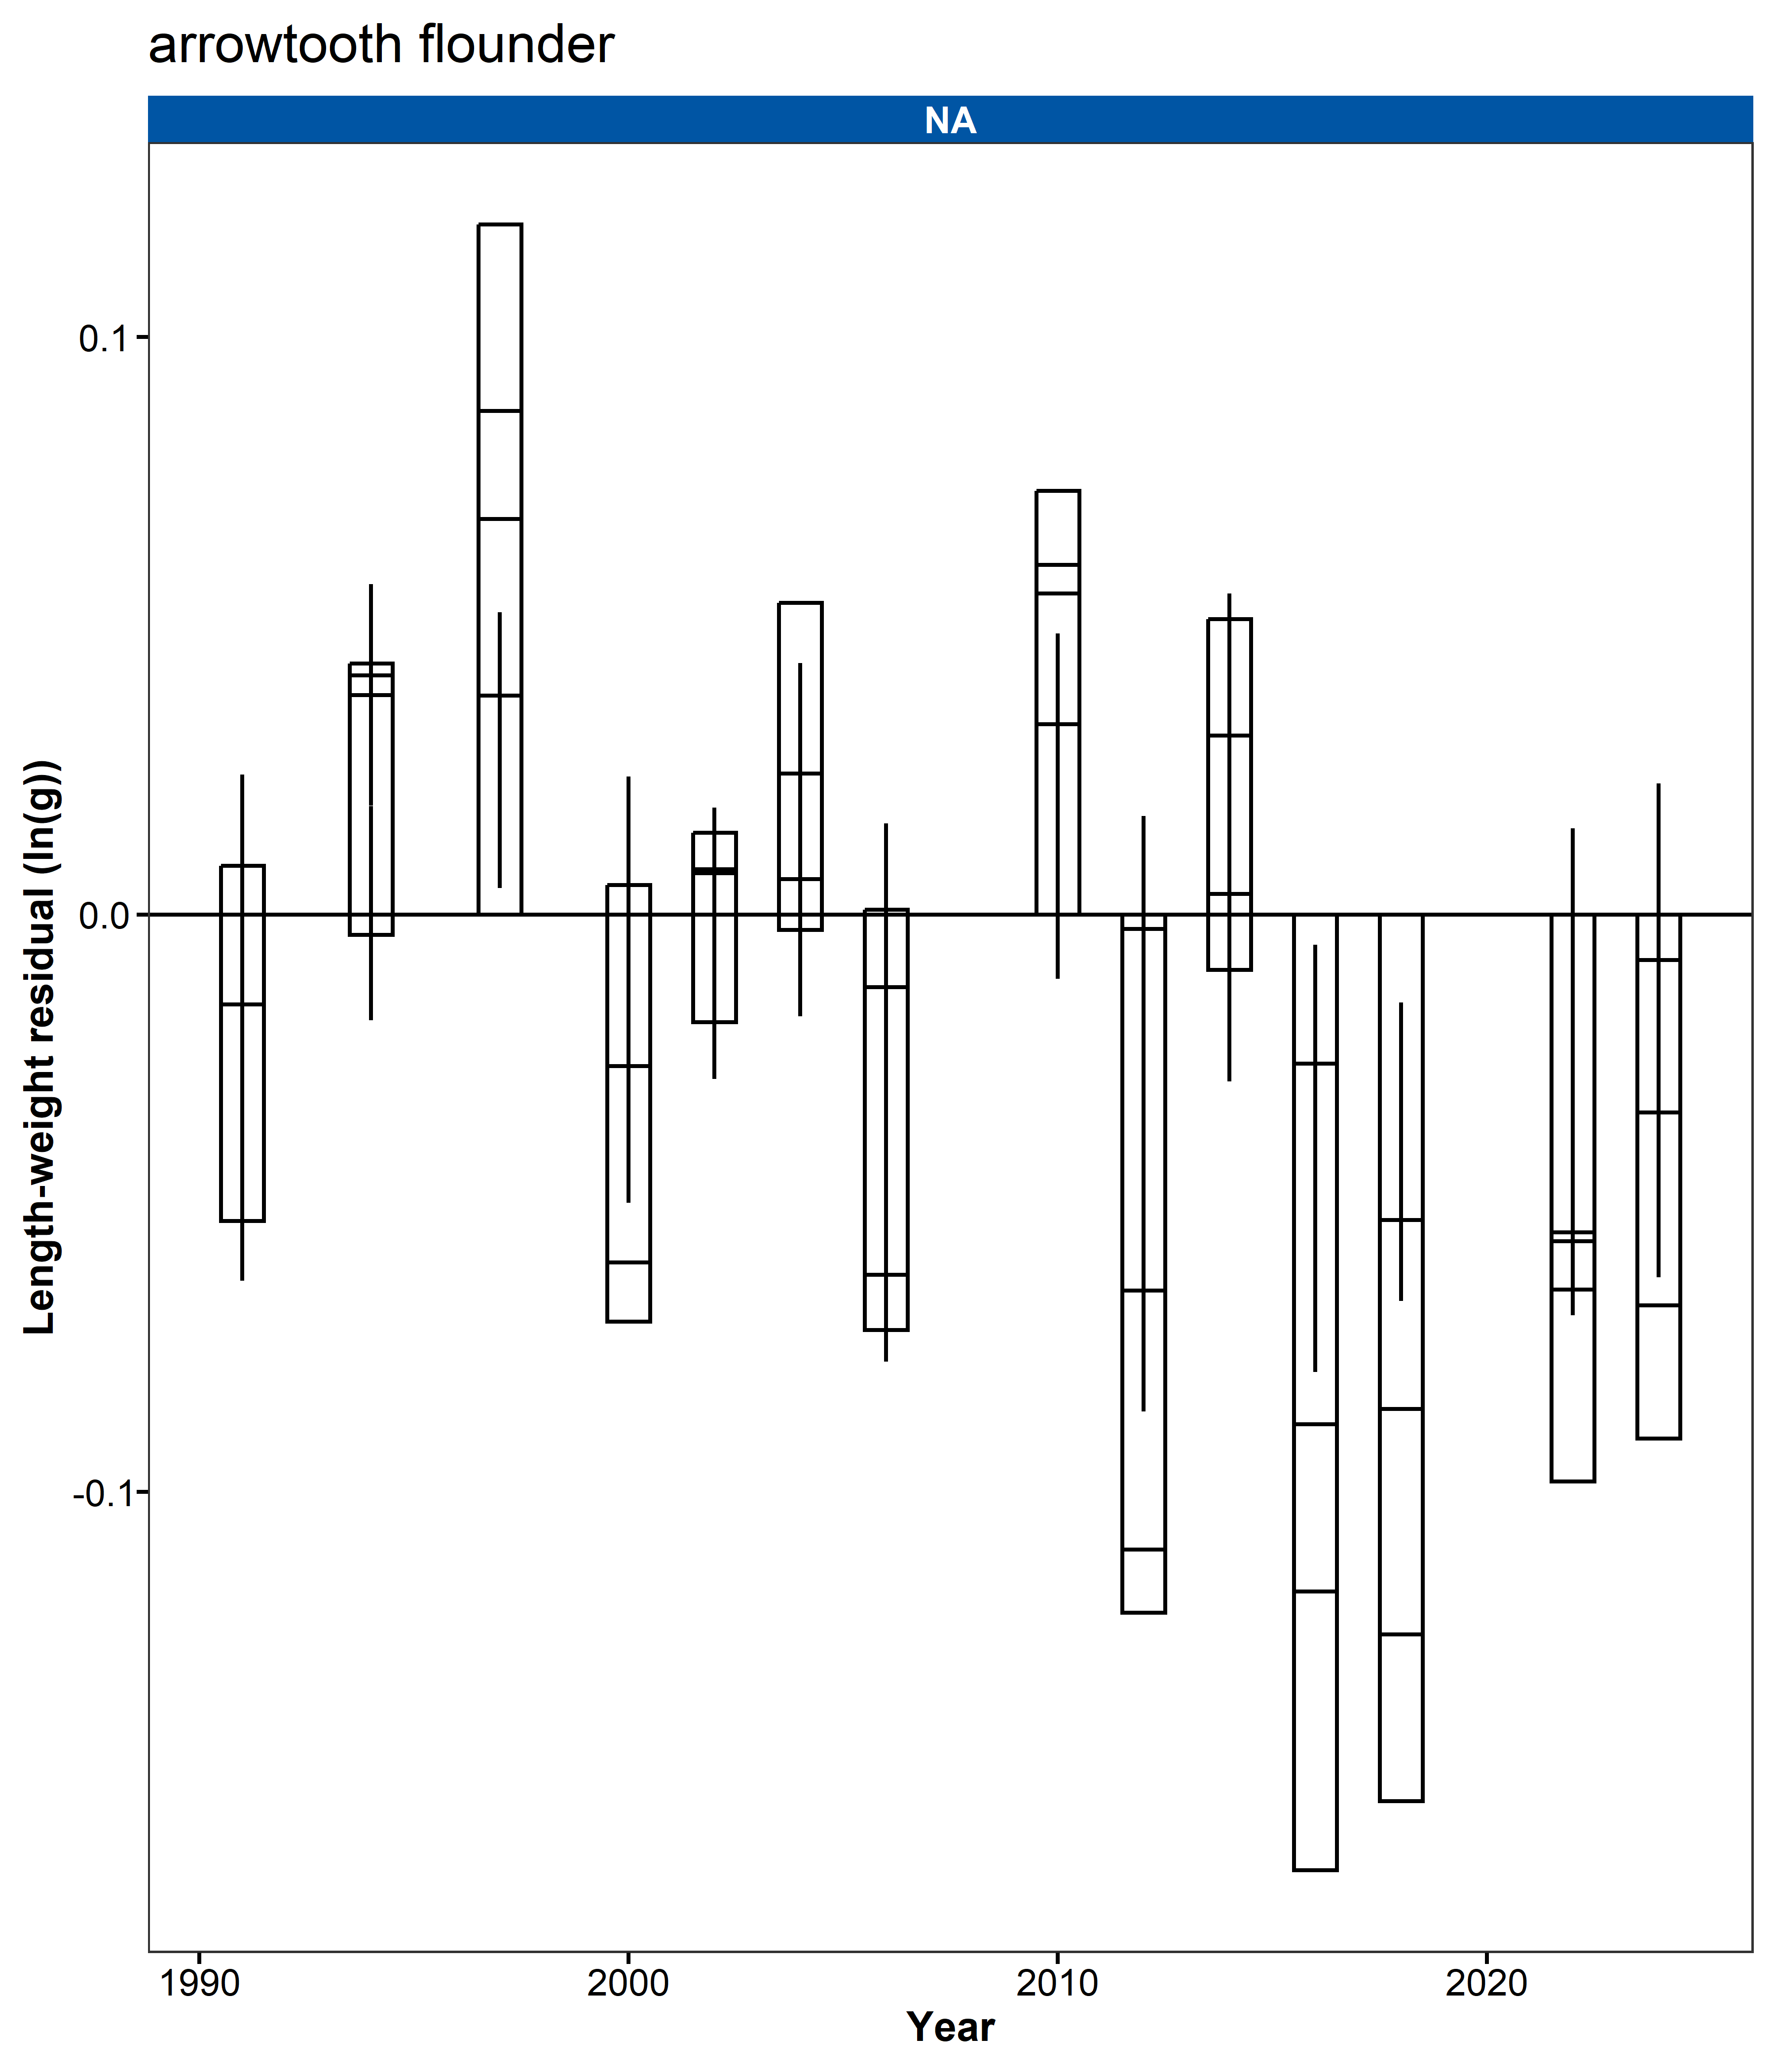 arrowtooth flounder
NA
0.1
0.0
-0.1
Length-weight residual (ln(g))
1990 2000 2010 2020
Year